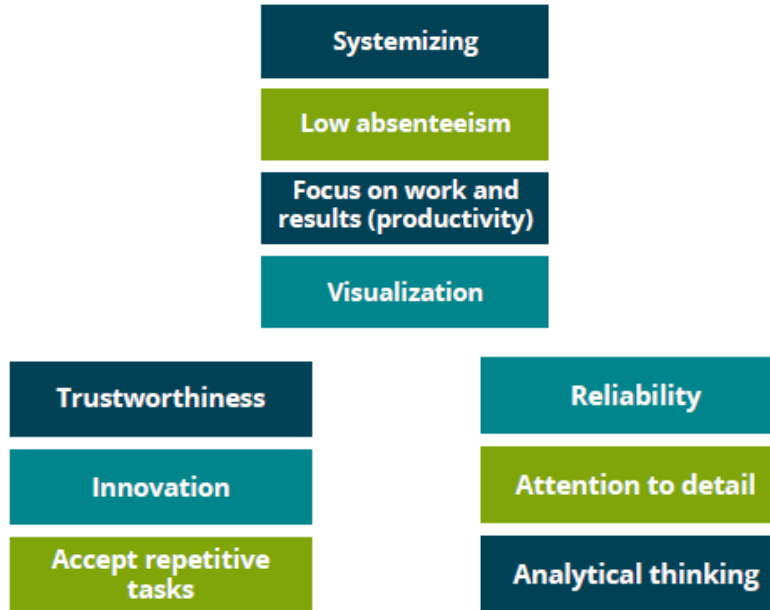 Systemizing
Low absenteeism
Focus on work and
results (productivity)
Visualization
Trustworthiness
Innovation
Accept repetitive
tasks
Reliability
Attention to detail
Analytical thinking